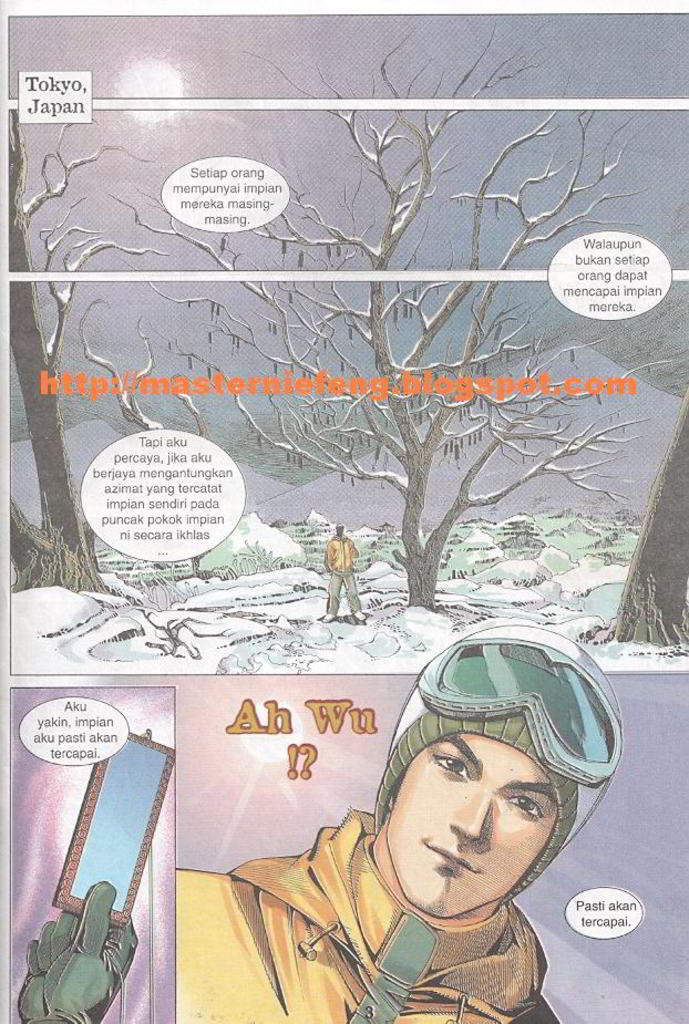 Tokyo,
Japan
Setiap orang
mempunyai impian
mereka masing-
masing.
Walaupun
bukan setiap
orang dapat
mencapai impian
mereka.
http://masterniefeng.blogspot.com
Tapi aku
percaya, jika aku
berjaya mengantungkan
azimat yang tercatat
impian sendiri pada
puncak pokok impian
ni secara ikhlas
...
Aku
yakin, impian
aku pasti akan
tercapai.
Ah Wu
!?
Pasti akan
tercapai.
3